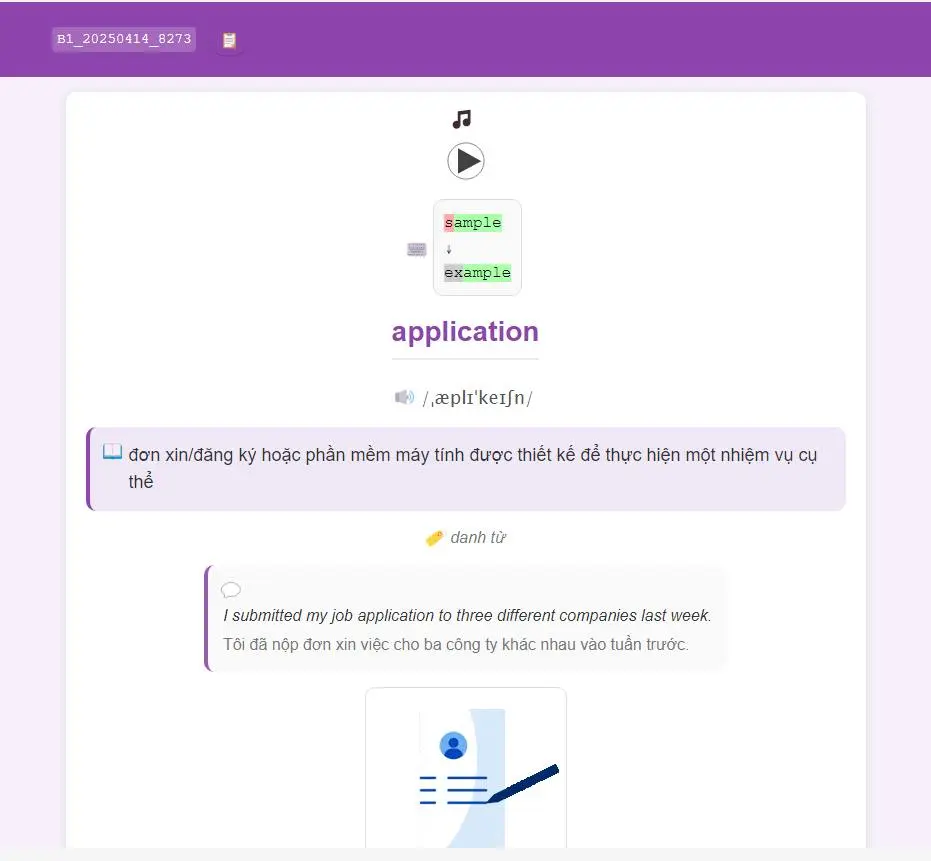 B1_20250414_8273
sample
↓
example
application
/ˌæplɪˈkeɪʃn/
đơn xin/đăng ký hoặc phần mềm máy tính được thiết kế để thực hiện một nhiệm vụ cụ
thể
danh từ
I submitted my job application to three different companies last week.
Tôi đã nộp đơn xin việc cho ba công ty khác nhau vào tuần trước.